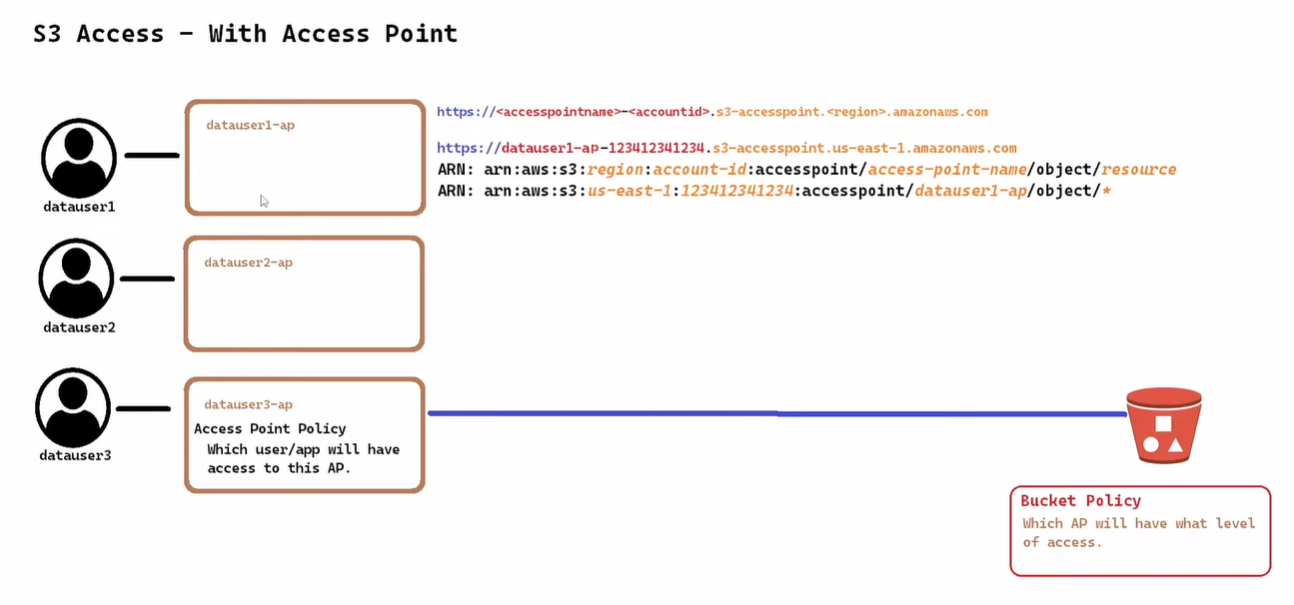 S3 Access - With Access Point
datauser1-ap
https://<accesspointname>-<accountid>.s3-accesspoint.<region>.amazonaws.com
https://datauser1-ap-123412341234.s3-accesspoint.us-east-1.amazonaws.com
ARN: arn:aws:s3:region:account-id:accesspoint/access-point-name/object/resource
ARN: arn:aws:s3:us-east-1:123412341234:accesspoint/datauser1-ap/object/*
datauser1
datauser2-ap
datauser2
datauser3-ap
Access Point Policy
Which user/app will have
access to this AP.
datauser3
Bucket Policy
Which AP will have what level
of access.